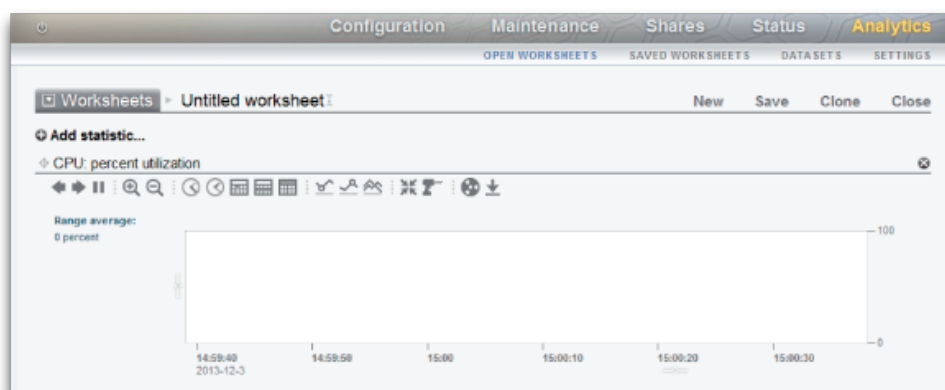 Configuration Maintenance Shares Status Analytics
OPEN WORKSHEETS SAVED WORKSHEETS DATASETS SETTINGS
Worksheets Untitled worksheet New Save Clone Close
Add statistic...
CPU: percent utilization
Range average:
0 percent
100
0
14:59:40 14:59:50 15:00 15:00:10 15:00:20 15:00:30
2013-12-3